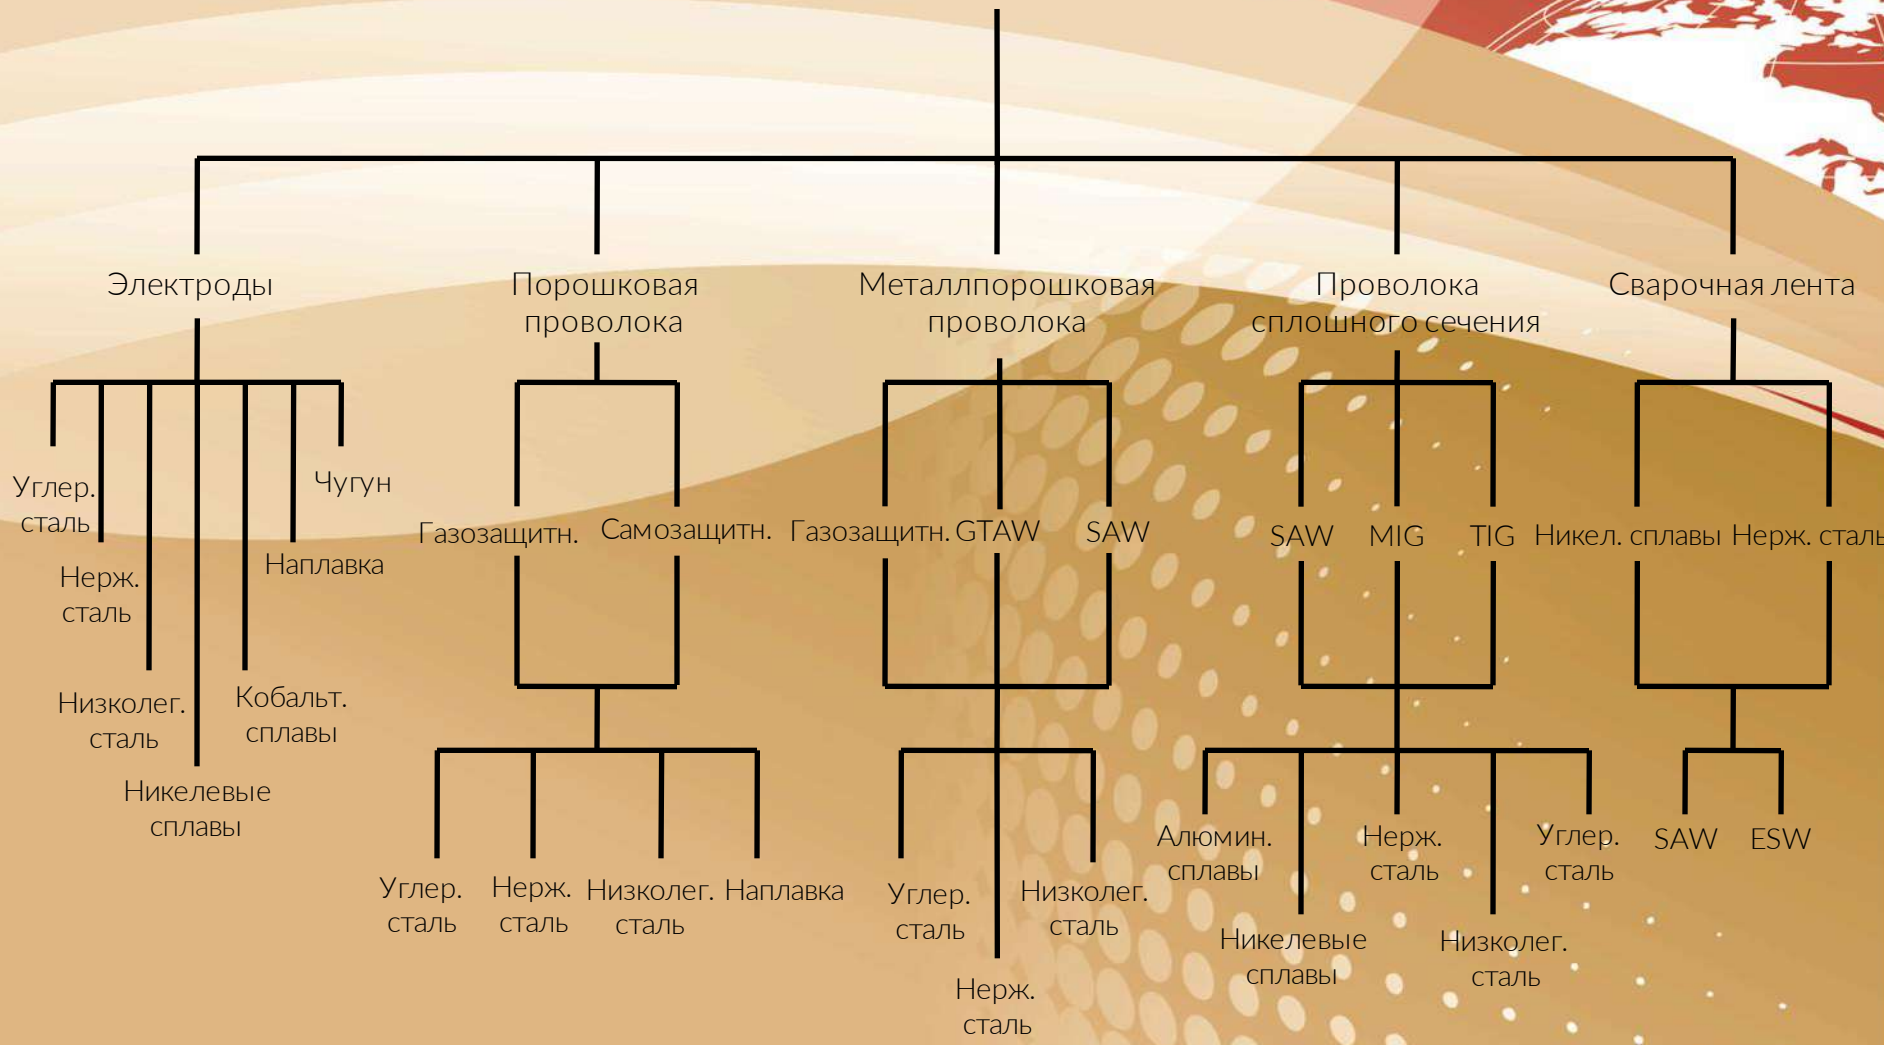 Электроды
Порошковая
проволока
Металлпорошковая
проволока
Проволока
сплошного сечения
Сварочная лента
Углер.
сталь
Нерж.
сталь
Низколег.
сталь
Никелевые
сплавы
Кобальт.
сплавы
Наплавка
Чугун
Газозащитн.
Самозащитн.
Углер.
сталь
Нерж.
сталь
Низколег.
сталь
Наплавка
Газозащитн.
GTAW
SAW
Углер.
сталь
Нерж.
сталь
Низколег.
сталь
SAW
MIG
TIG
Алюмин.
сплавы
Никелевые
сплавы
Нерж.
сталь
Низколег.
сталь
Углер.
сталь
Никел. сплавы
Нерж. сталь
SAW
ESW